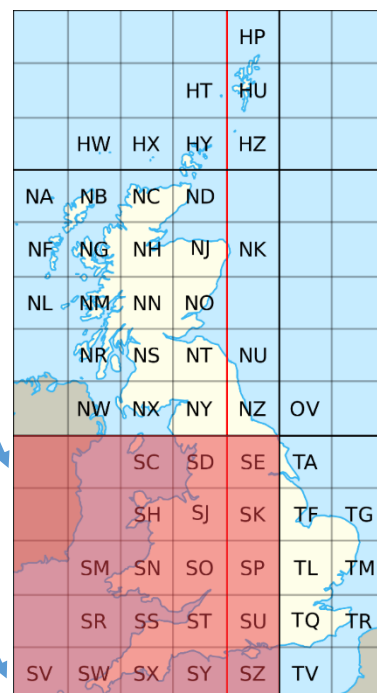 HP
HT HU
HW HX HY HZ
NA NB NC ND
NF NG NH NJ NK
NL NM NN NO
NR NS NT NU
NW NX NY NZ OV
SC SD SE TA
SH SJ SK TF TG
SM SN SO SP TL TM
SR SS ST SU TQ TR
SV SW SX SY SZ TV